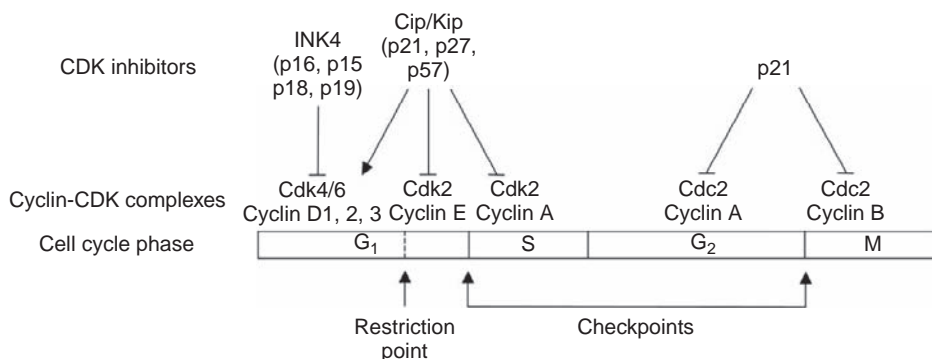 CDK inhibitors
INK4
(p16, p15
p18, p19)
Cip/Kip
(p21, p27,
p57)
p21
Cyclin-CDK complexes
Cdk4/6
Cyclin D1, 2, 3
Cdk2
Cyclin E
Cdk2
Cyclin A
Cdc2
Cyclin A
Cdc2
Cyclin B
Cell cycle phase
G1
S
G2
M
Restriction
point
Checkpoints